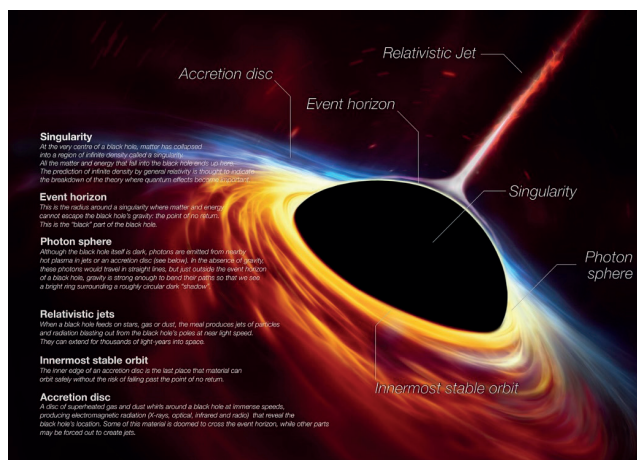 Relativistic Jet
Accretion disc
Event horizon
Singularity
At the very centre of a black hole, matter has collapsed
into a region of infinite density called a singularity.
All the matter and energy that fall into the black hole ends up here.
The prediction of infinite density by general relativity is thought to indicate
the breakdown of the theory where quantum effects become important.
Event horizon
This is the radius around a singularity where matter and energy
cannot escape the black hole's gravity: the point of no return.
This is the "black" part of the black hole.
Singularity
Photon sphere
Although the black hole itself is dark, photons are emitted from nearby
hot plasma in jets or an accretion disc (see below). In the absence of gravity,
these photons would travel in straight lines, but just outside the event horizon
of a black hole, gravity is strong enough to bend their paths so that we see
a bright ring surrounding a roughly circular dark "shadow"
Photon
sphere
Relativistic jets
When a black hole feeds on stars, gas or dust, the meal produces jets of particles
and radiation blasting out from the black hole's poles at near light speed.
They can extend for thousands of light-years into space.
Innermost stable orbit
The inner edge of an accretion disc is the last place that material can
orbit safely without the risk of falling past the point of no return.
Innermost stable orbit
Accretion disc
A disc of superheated gas and dust whirls around a black hole at immense speeds,
producing electromagnetic radiation (X-rays, optical, infrared and radio) that reveal the
black hole's location. Some of this material is doomed to cross the event horizon, while other parts
may be forced out to create jets.